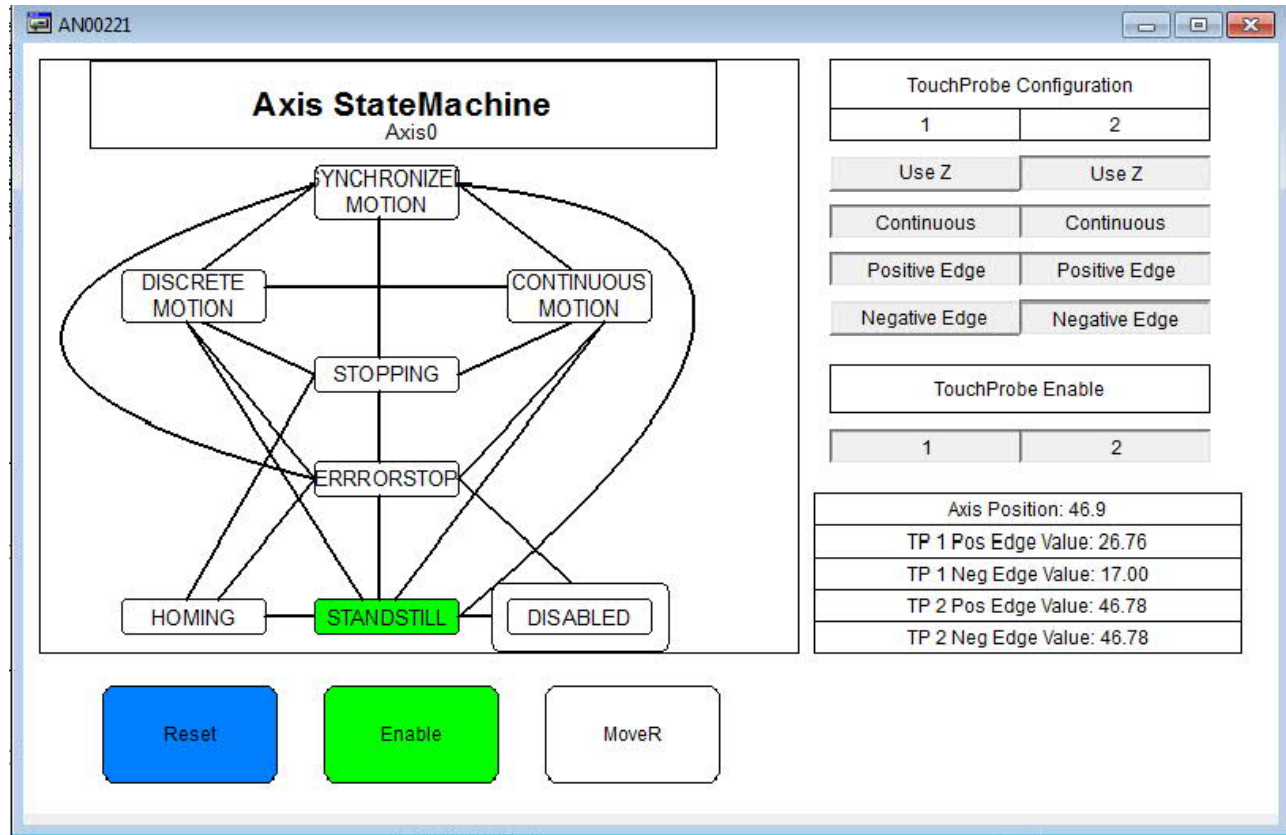 AN00221
Axis StateMachine
Axis0
SYNCHRONIZED
MOTION
DISCRETE
MOTION
CONTINUOUS
MOTION
STOPPING
ERRRORSTOP
HOMING
STANDSTILL
DISABLED
Reset
Enable
MoveR
TouchProbe Configuration
1 2
Use Z Use Z
Continuous Continuous
Positive Edge Positive Edge
Negative Edge Negative Edge
TouchProbe Enable
1 2
Axis Position: 46.9
TP 1 Pos Edge Value: 26.76
TP 1 Neg Edge Value: 17.00
TP 2 Pos Edge Value: 46.78
TP 2 Neg Edge Value: 46.78